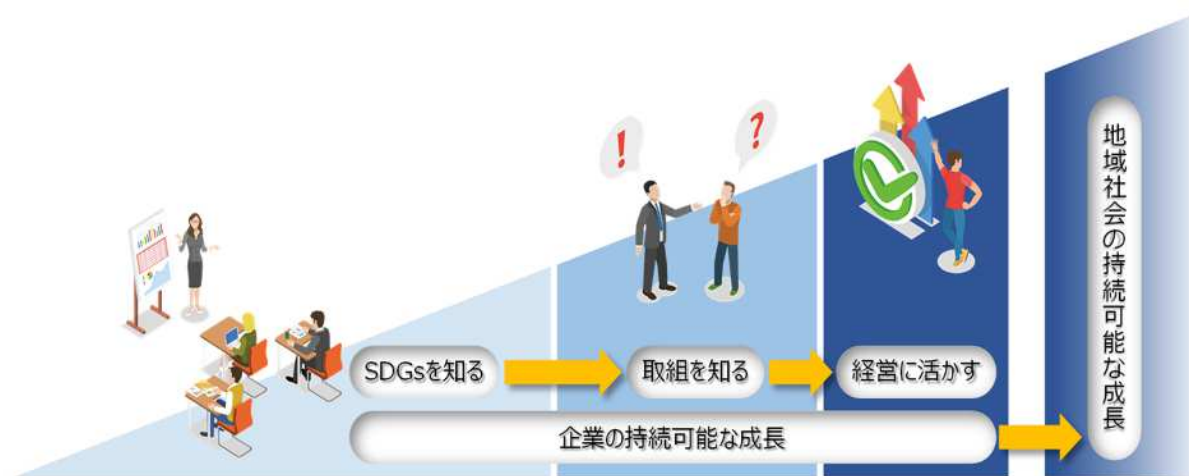 !
?
SDGsを知る
取組を知る
経営に活かす
企業の持続可能な成長
地域社会の持続可能な成長